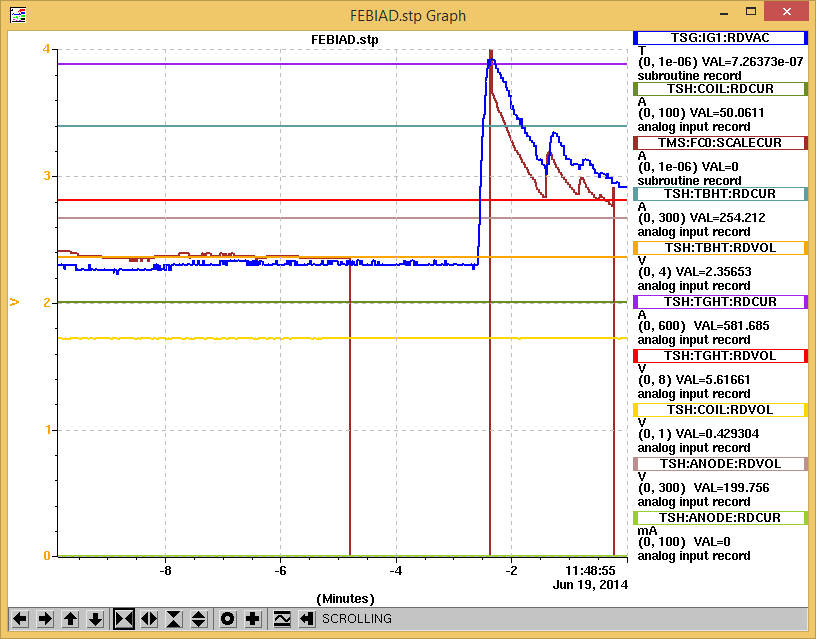 FEBIAD.stp Graph
FEBIAD.stp
4
3
2
1
0
V
-8
-6
-4
-2
11:48:55
Jun 19, 2014
(Minutes)
TSG:IG1:RDVAC
T
(0, 1e-06) VAL=7.26373e-07
subroutine record
TSH:COIL:RDCUR
A
(0, 100) VAL=50.0611
analog input record
TMS:FC0:SCALECUR
A
(0, 1e-06) VAL=0
subroutine record
TSH:TBHT:RDCUR
A
(0, 300) VAL=254.212
analog input record
TSH:TBHT:RDVOL
V
(0, 4) VAL=2.35653
analog input record
TSH:TGHT:RDCUR
A
(0, 600) VAL=581.685
analog input record
TSH:TGHT:RDVOL
V
(0, 8) VAL=5.61661
analog input record
TSH:COIL:RDVOL
V
(0, 1) VAL=0.429304
analog input record
TSH:ANODE:RDVOL
V
(0, 300) VAL=199.756
analog input record
TSH:ANODE:RDCUR
mA
(0, 100) VAL=0
analog input record
SCROLLING